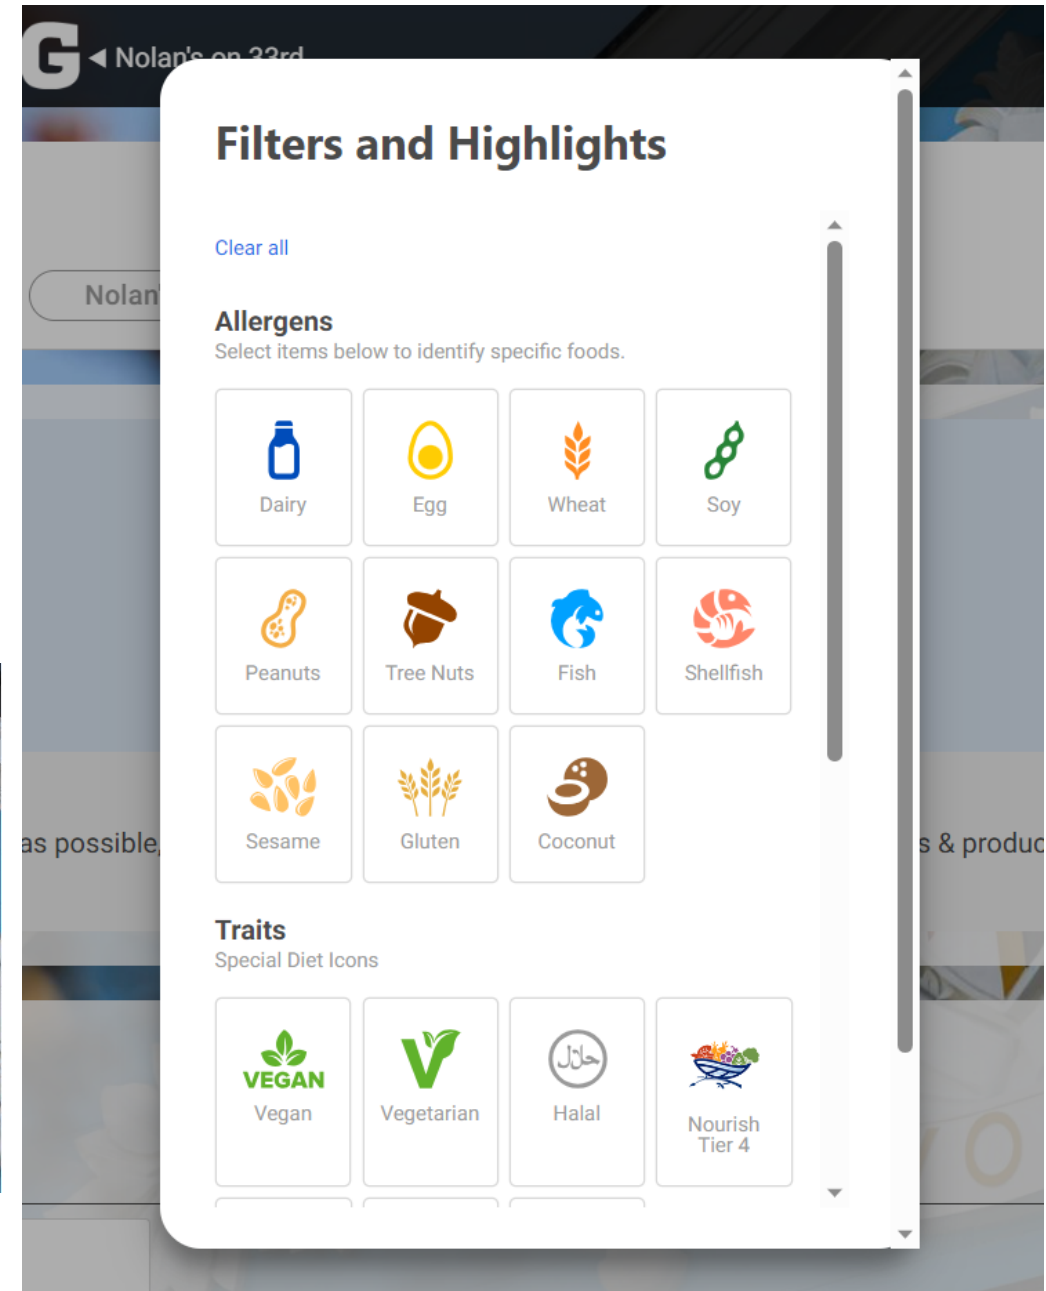 G
◄ Nolan's on 33rd
Filters and Highlights
Clear all
Nolan'
Allergens
Select items below to identify specific foods.
Dairy
Egg
Wheat
Soy
Peanuts
Tree Nuts
Fish
Shellfish
Sesame
Gluten
Coconut
as possible,
s & produc
Traits
Special Diet Icons
VEGAN
Vegan
V
Vegetarian
حلال
Halal
Nourish
Tier 4